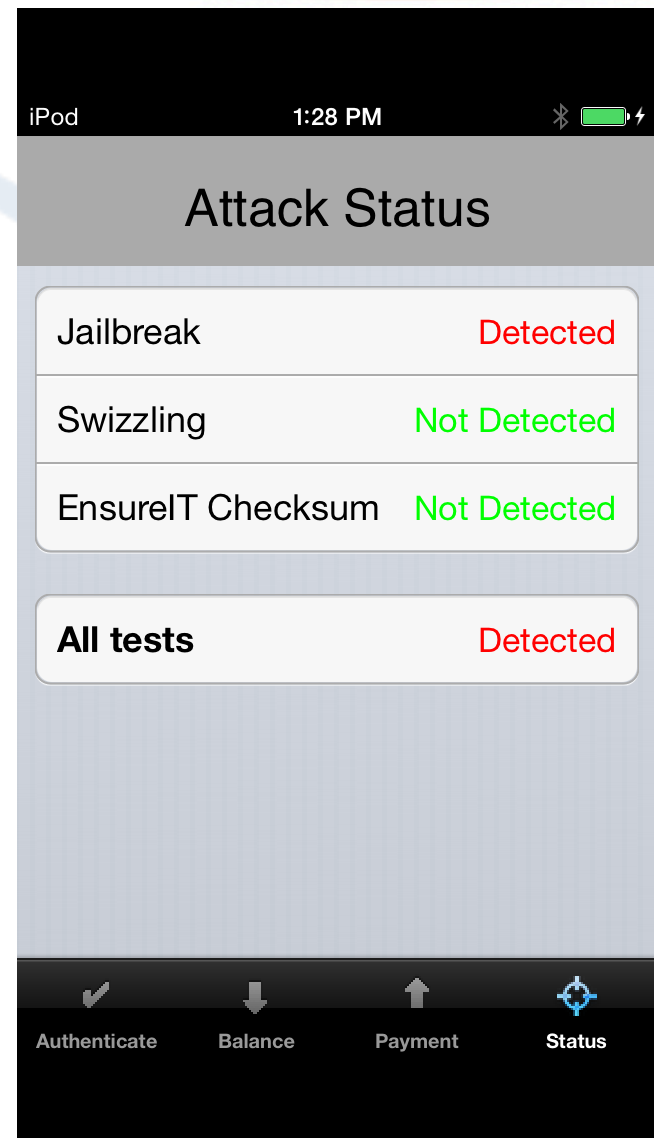 iPod 1:28 PM
Attack Status
Jailbreak Detected
Swizzling Not Detected
EnsureIT Checksum Not Detected
All tests Detected
Authenticate Balance Payment Status